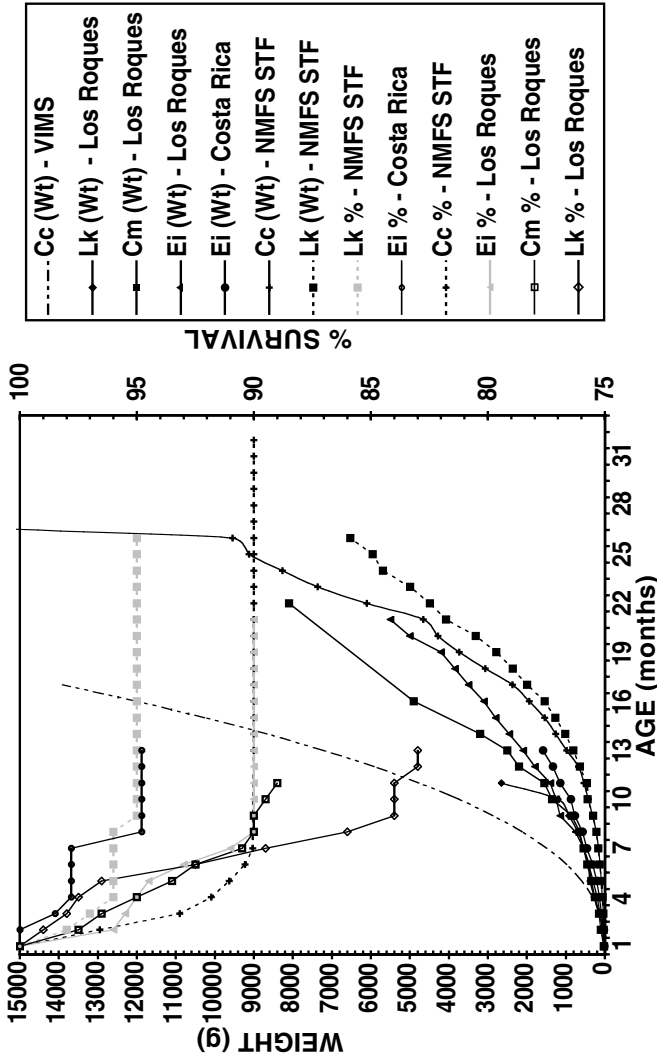 Cc (Wt) - VIMS
Lk (Wt) - Los Roques
Cm (Wt) - Los Roques
Ei (Wt) - Los Roques
Ei (Wt) - Costa Rica
Cc (Wt) - NMFS STF
Lk (Wt) - NMFS STF
Lk % - NMFS STF
Ei % - Costa Rica
Cc % - NMFS STF
Ei % - Los Roques
Cm % - Los Roques
Lk % - Los Roques
WEIGHT (g)
15000
14000
13000
12000
11000
10000
9000
8000
7000
6000
5000
4000
3000
2000
1000
0
% SURVIVAL
100
95
90
85
80
75
1
4
7
10
13
16
19
22
25
28
31
AGE (months)